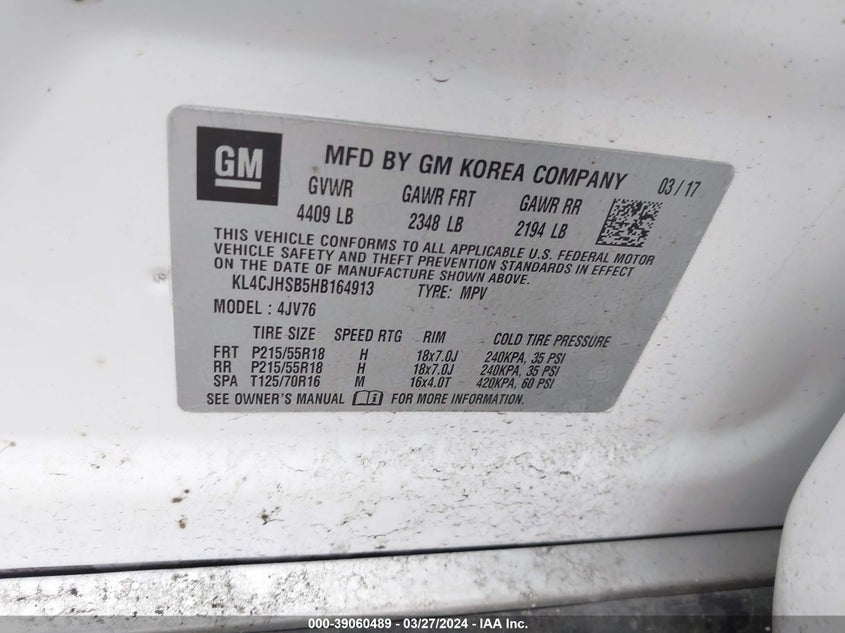 GM
MFD BY GM KOREA COMPANY 03/17
GVWR GAWR FRT GAWR RR
4409 LB 2348 LB 2194 LB
THIS VEHICLE CONFORMS TO ALL APPLICABLE U.S. FEDERAL MOTOR
VEHICLE SAFETY AND THEFT PREVENTION STANDARDS IN EFFECT
ON THE DATE OF MANUFACTURE SHOWN ABOVE.
KL4CJHSB5HB164913 TYPE: MPV
MODEL : 4JV76
TIRE SIZE SPEED RTG RIM COLD TIRE PRESSURE
FRT P215/55R18 H 18x7.0J 240KPA, 35 PSI
RR P215/55R18 H 18x7.0J 240KPA, 35 PSI
SPA T125/70R16 M 16x4.0T 420KPA, 60 PSI
SEE OWNER'S MANUAL FOR MORE INFORMATION.
000-39060489 - 03/27/2024 - IAAI.com